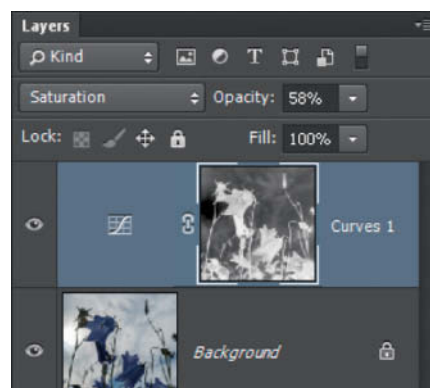 Layers
Kind
Saturation Opacity: 58%
Lock: Fill: 100%
Curves 1
Background